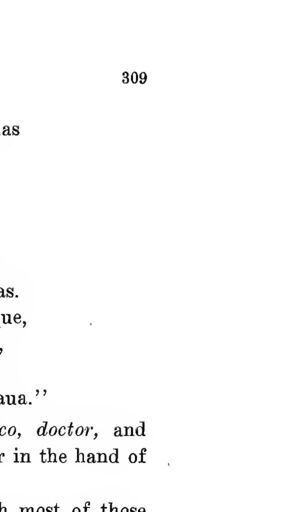 309
as
as.
ue,
,
aua."
co, doctor, and
r in the hand of
h most of those